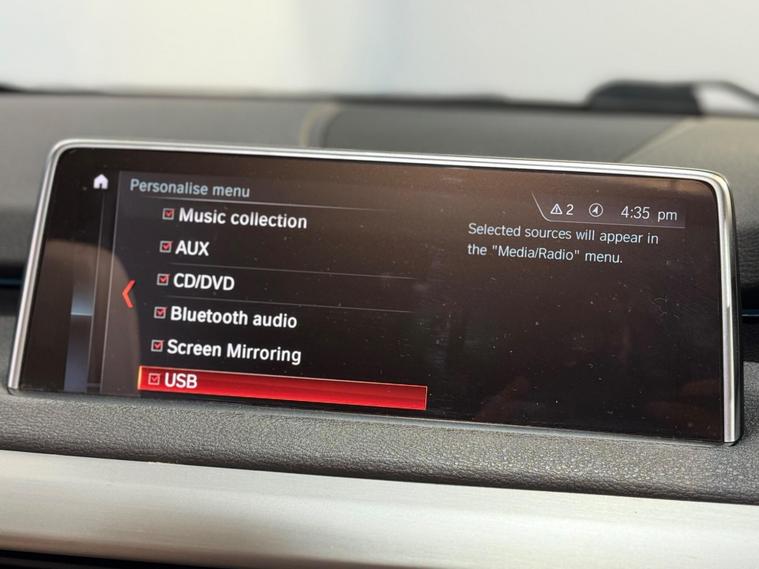 Personalise menu
2
4:35 pm
Music collection
AUX
CD/DVD
Bluetooth audio
Screen Mirroring
USB
Selected sources will appear in
the "Media/Radio" menu.